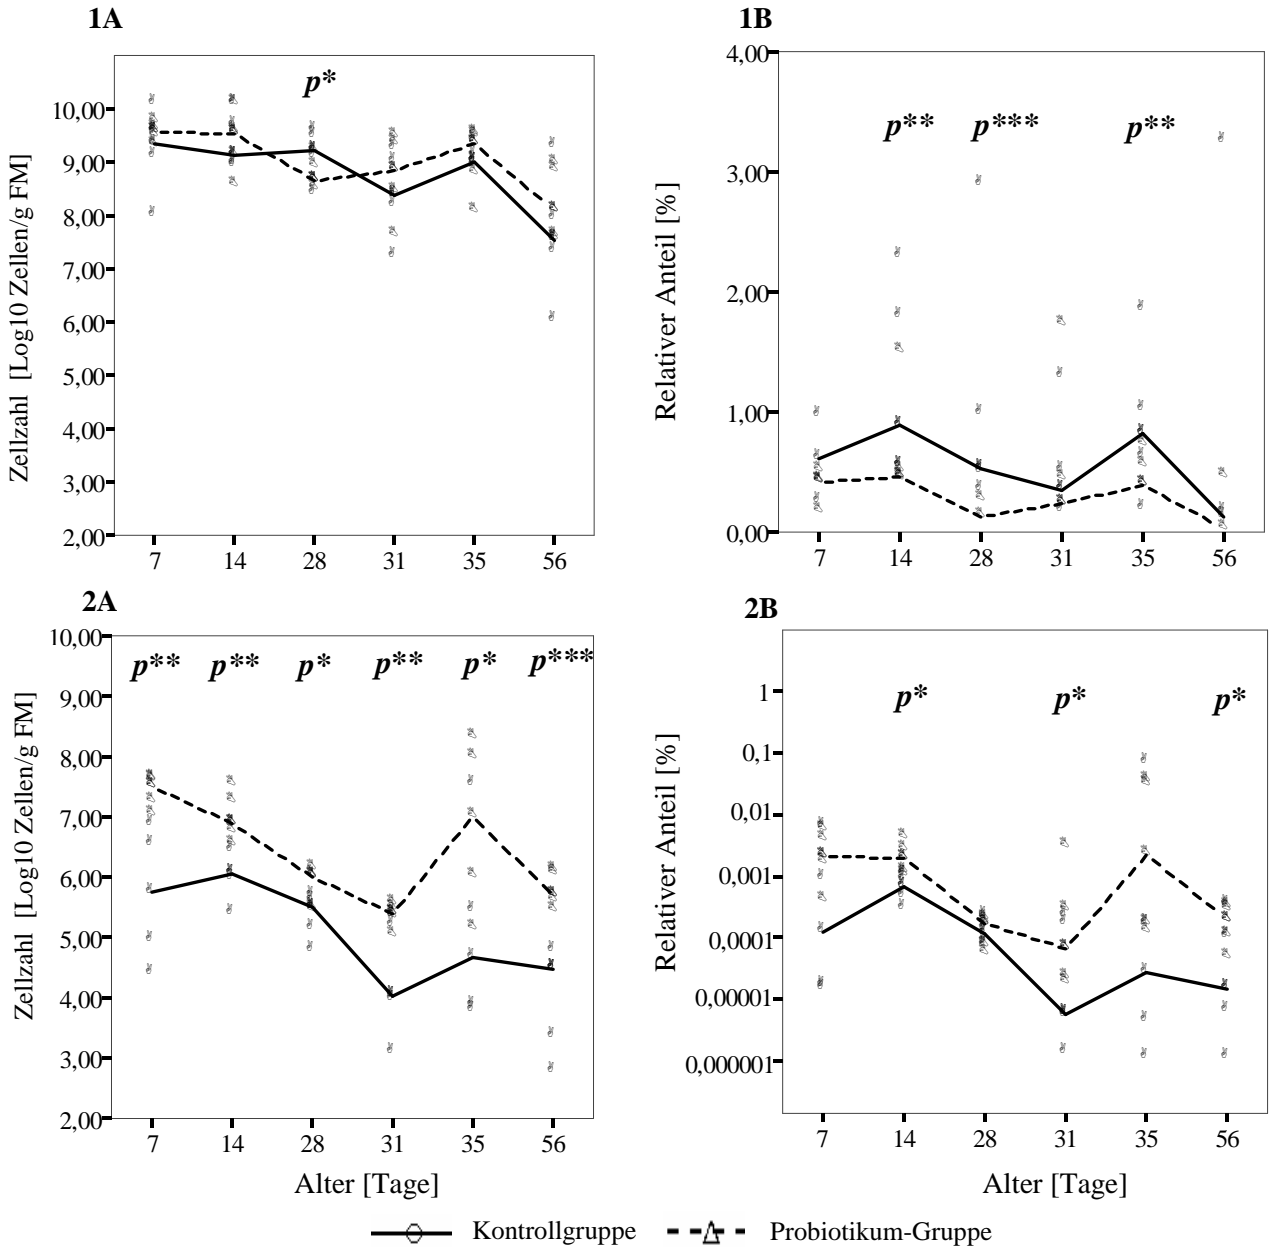 1A
Zellzahl [Log10 Zellen/g FM]
10,00
9,00
8,00
7,00
6,00
5,00
4,00
3,00
2,00
p*
7 14 28 31 35 56
1B
Relativer Anteil [%]
4,00
3,00
2,00
1,00
0,00
p** p*** p**
7 14 28 31 35 56
2A
Zellzahl [Log10 Zellen/g FM]
10,00
9,00
8,00
7,00
6,00
5,00
4,00
3,00
2,00
p** p** p* p** p* p***
7 14 28 31 35 56
Alter [Tage]
2B
Relativer Anteil [%]
1
0,1
0,01
0,001
0,0001
0,00001
0,000001
p* p* p*
7 14 28 31 35 56
Alter [Tage]
Kontrollgruppe Probiotikum-Gruppe